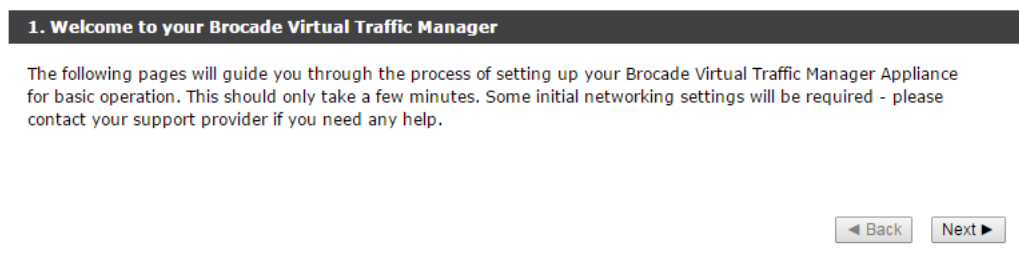 1. Welcome to your Brocade Virtual Traffic Manager
The following pages will guide you through the process of setting up your Brocade Virtual Traffic Manager Appliance
for basic operation. This should only take a few minutes. Some initial networking settings will be required - please
contact your support provider if you need any help.
◄ Back Next ►